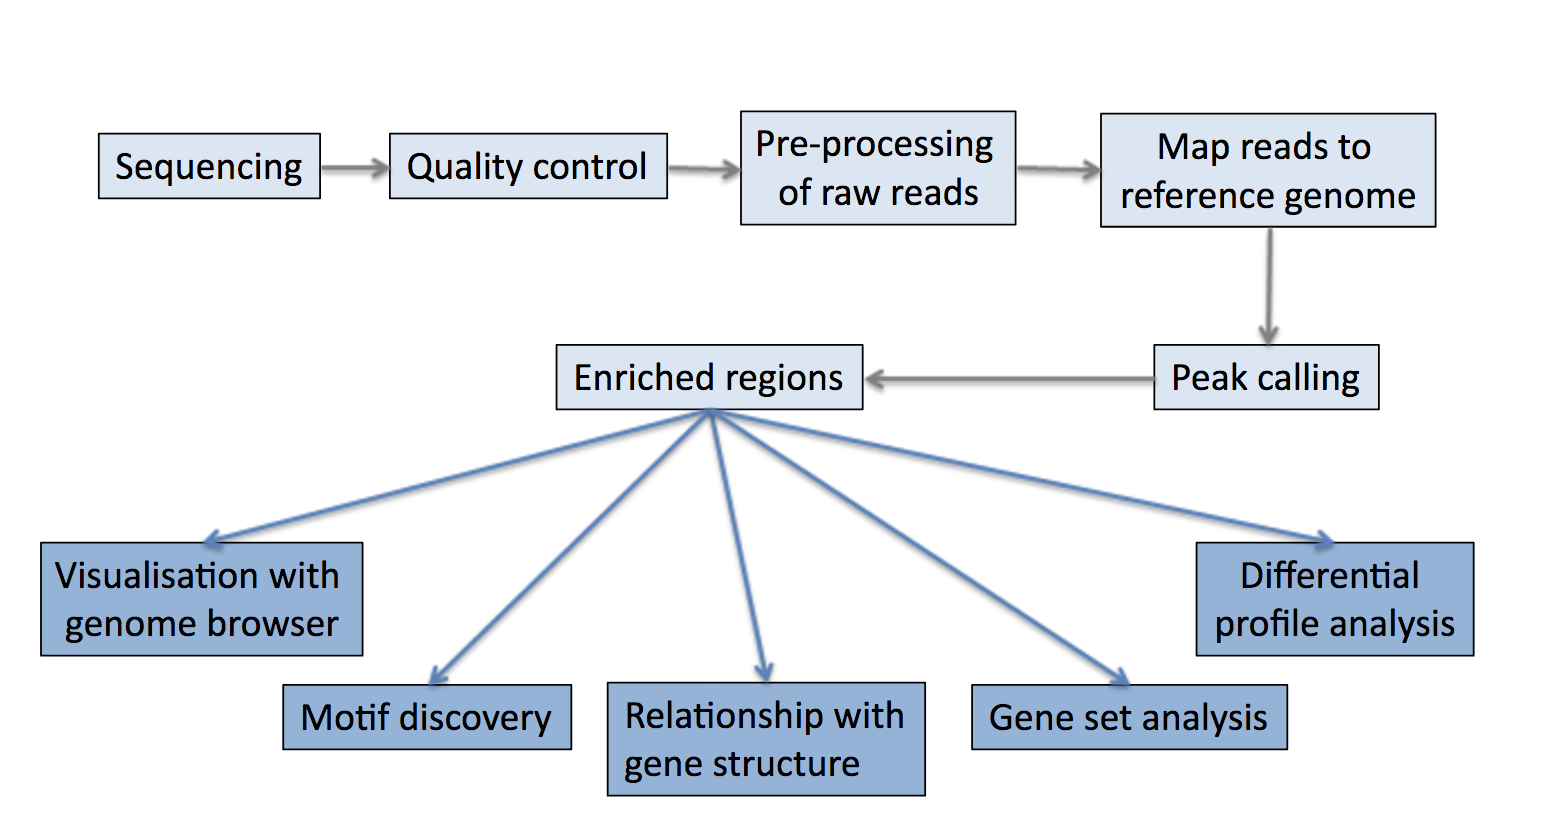 Sequencing
Quality control
Pre-processing
of raw reads
Map reads to
reference genome
Enriched regions
Peak calling
Visualisation with
genome browser
Differential
profile analysis
Motif discovery
Relationship with
gene structure
Gene set analysis